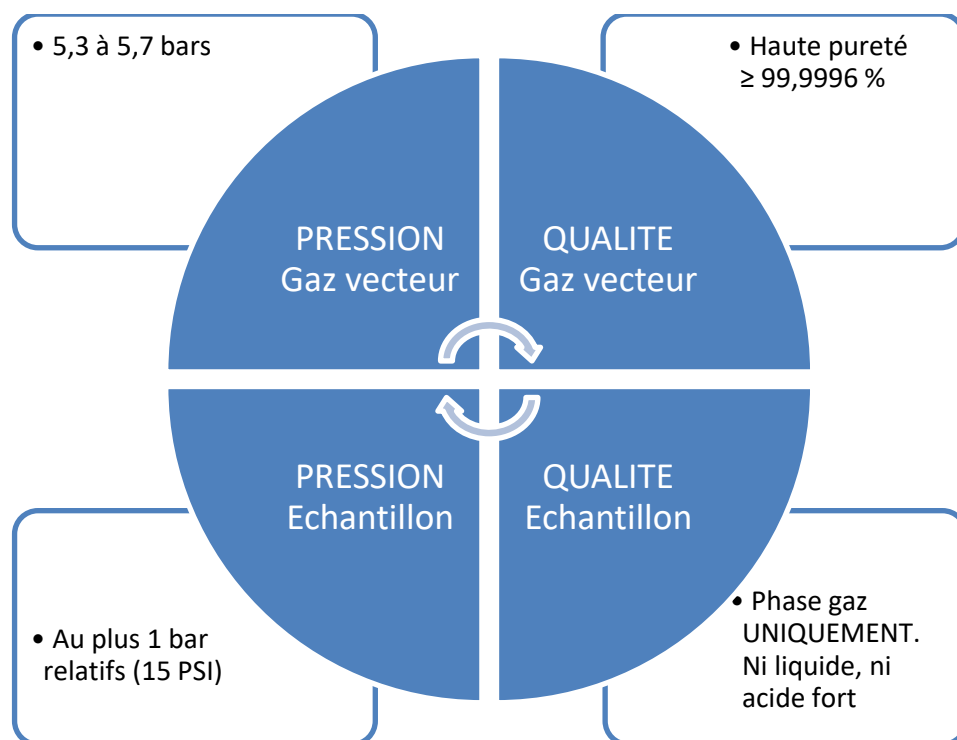 • 5,3 à 5,7 bars
• Haute pureté
≥ 99,9996 %
PRESSION
Gaz vecteur
QUALITE
Gaz vecteur
PRESSION
Echantillon
QUALITE
Echantillon
• Au plus 1 bar
relatifs (15 PSI)
• Phase gaz
UNIQUEMENT.
Ni liquide, ni
acide fort